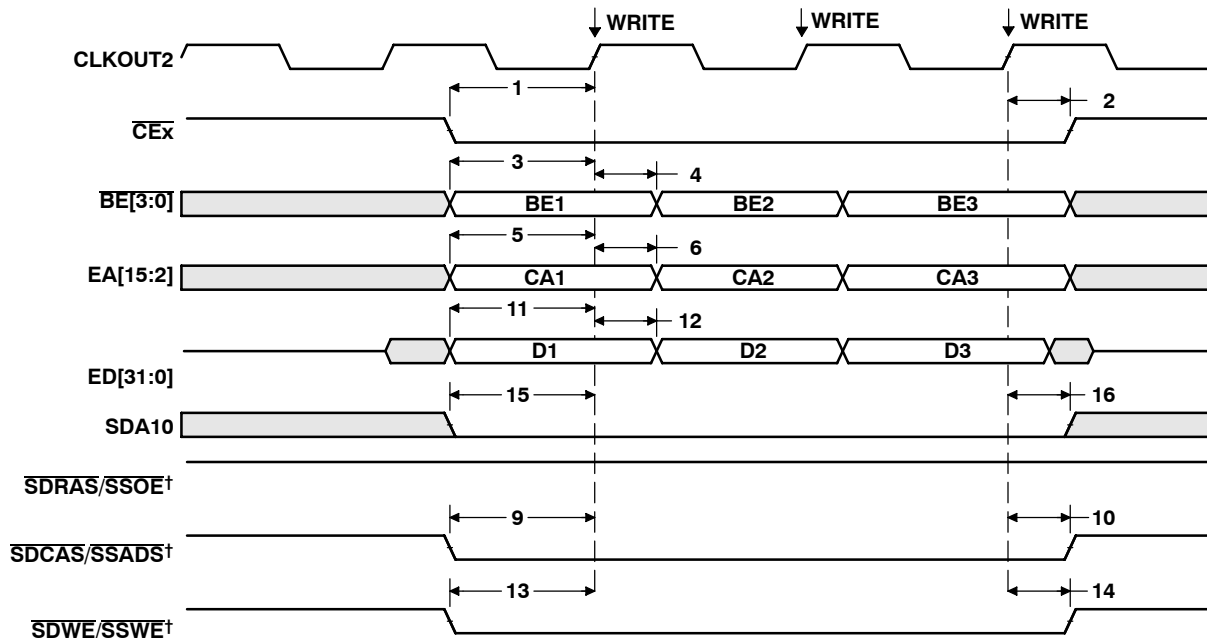 WRITE WRITE WRITE
CLKOUT2
1 2
CEx
3 4
BE[3:0] BE1 BE2 BE3
5 6
EA[15:2] CA1 CA2 CA3
11 12
D1 D2 D3
ED[31:0]
15 16
SDA10
SDRAS/SSOE†
9 10
SDCAS/SSADS†
13 14
SDWE/SSWE†